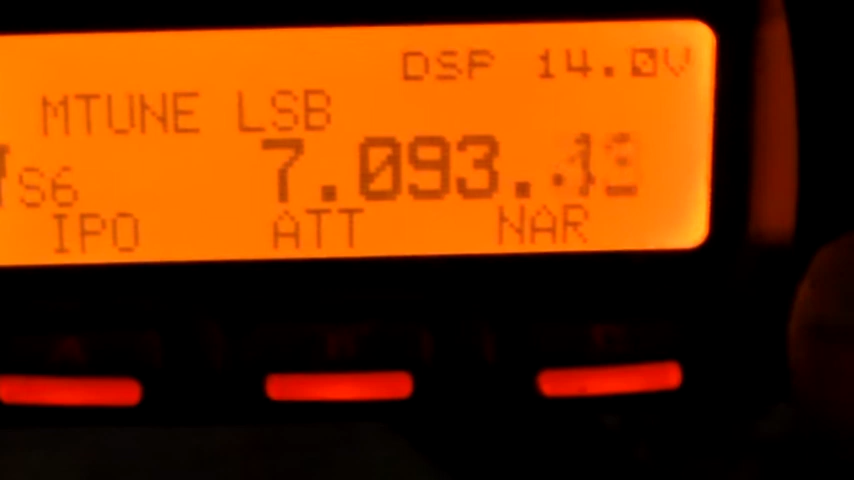 DSP 14.0V
MTUNE LSB
S6 7.093.
IPO ATT NAR